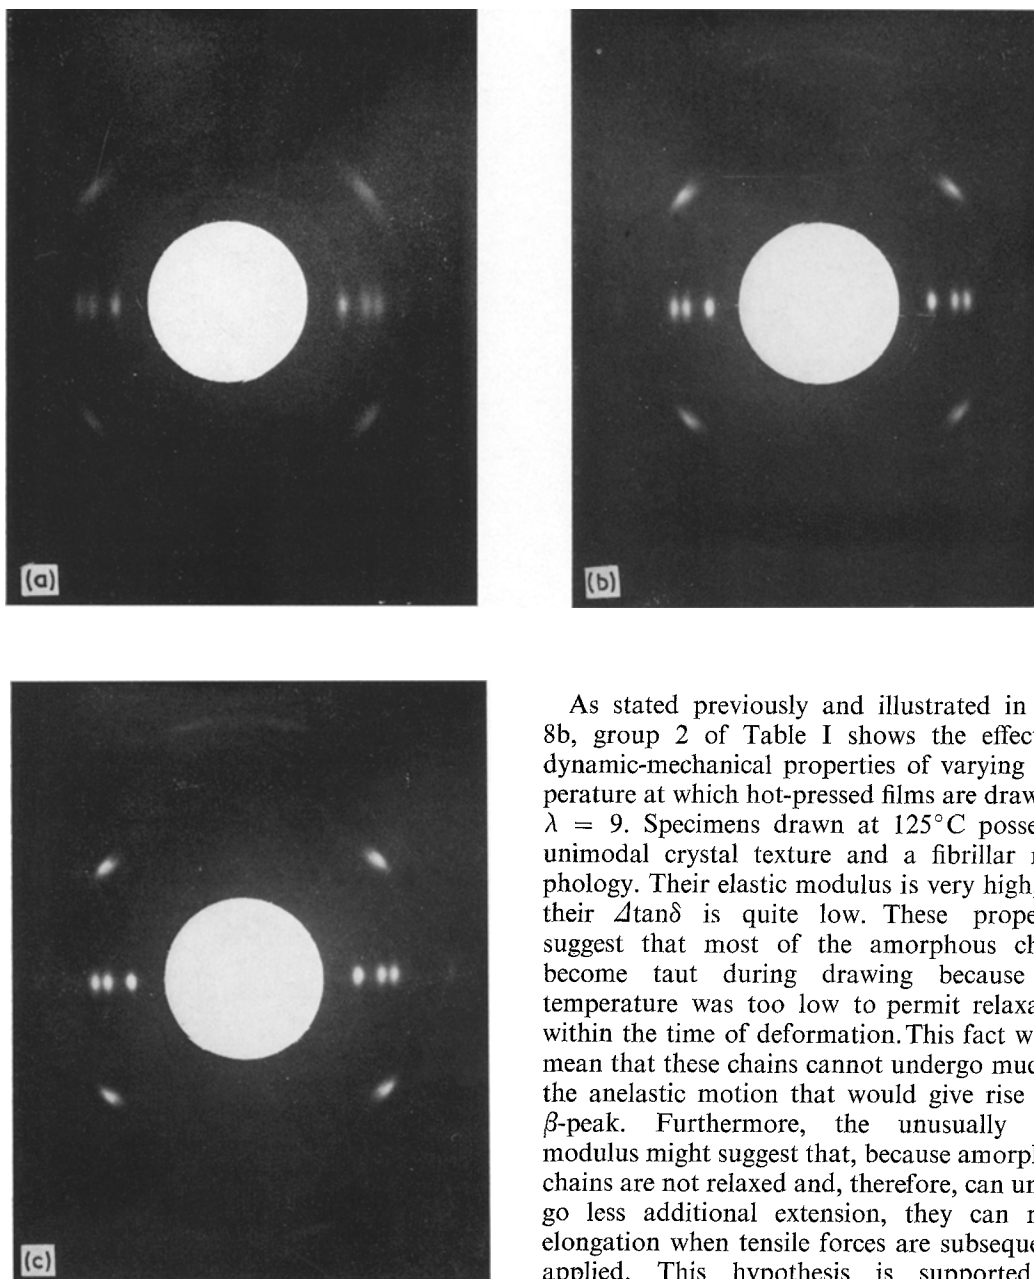 (a)
(b)
(c)
As stated previously and illustrated in
8b, group 2 of Table I shows the effec
dynamic-mechanical properties of varying
perature at which hot-pressed films are draw
λ = 9. Specimens drawn at 125°C posse
unimodal crystal texture and a fibrillar
phology. Their elastic modulus is very high,
their Δtanδ is quite low. These prope
suggest that most of the amorphous ch
become taut during drawing because
temperature was too low to permit relaxa
within the time of deformation. This fact w
mean that these chains cannot undergo muc
the anelastic motion that would give rise
β-peak. Furthermore, the unusually
modulus might suggest that, because amorp
chains are not relaxed and, therefore, can un
go less additional extension, they can
elongation when tensile forces are subseque
applied. This hypothesis is supported